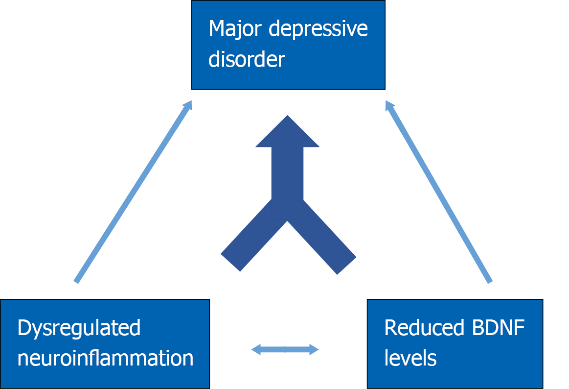 Major depressive
disorder
Dysregulated
neuroinflammation
Reduced BDNF
levels